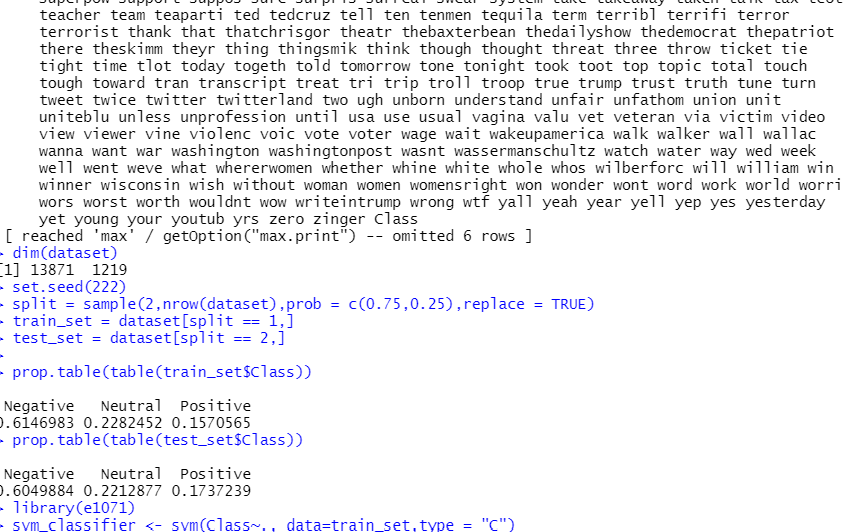 superpow support suppos sure surpris surreal swear system take takeaway taken talk tax tcot
teacher team teaparti ted tedcruz tell ten tenmen tequila term terribl terrifi terror
terrorist thank that thatchrisgor theatr thebaxterbean thedailyshow thedemocrat thepatriot
there theskimm theyr thing thingsmik think though thought threat three throw ticket tie
tight time tlot today togeth told tomorrow tone tonight took toot top topic total touch
tough toward tran transcript treat tri trip troll troop true trump trust truth tune turn
tweet twice twitter twitterland two ugh unborn understand unfair unfathom union unit
uniteblu unless unprofession until usa use usual vagina valu vet veteran via victim video
view viewer vine violenc voic vote voter wage wait wakeupamerica walk walker wall wallac
wanna want war washington washingtonpost wasnt wassermanschultz watch water way wed week
well went weve what whererwomen whether whine white whole whos wilberforc will william win
winner wisconsin wish without woman women womensright won wonder wont word work world worri
wors worst worth wouldnt wow writeintrump wrong wtf yall yeah year yell yep yes yesterday
yet young your youtub yrs zero zinger Class
[ reached 'max' / getOption("max.print") -- omitted 6 rows ]
> dim(dataset)
[1] 13871  1219
> set.seed(222)
> split = sample(2,nrow(dataset),prob = c(0.75,0.25),replace = TRUE)
> train_set = dataset[split == 1,]
> test_set = dataset[split == 2,]
>
> prop.table(table(train_set$Class))
Negative   Neutral  Positive
0.6146983 0.2282452 0.1570565
> prop.table(table(test_set$Class))
Negative   Neutral  Positive
0.6049884 0.2212877 0.1737239
> library(e1071)
> svm_classifier <- svm(Class~., data=train_set,type = "C")